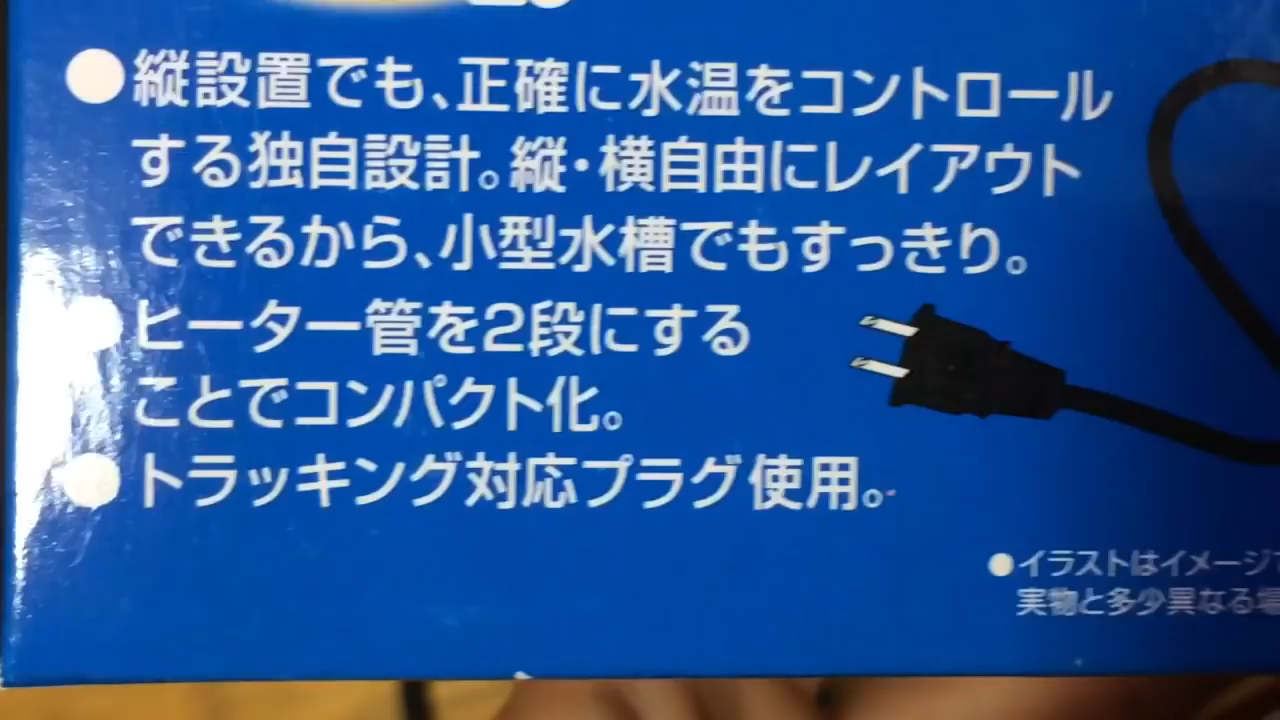 ●縦設置でも、正確に水温をコントロール
する独自設計。縦・横自由にレイアウト
できるから、小型水槽でもすっきり。
●ヒーター管を2段にする
ことでコンパクト化。
●トラッキング対応プラグ使用。
●イラストはイメージ
実物と多少異なる